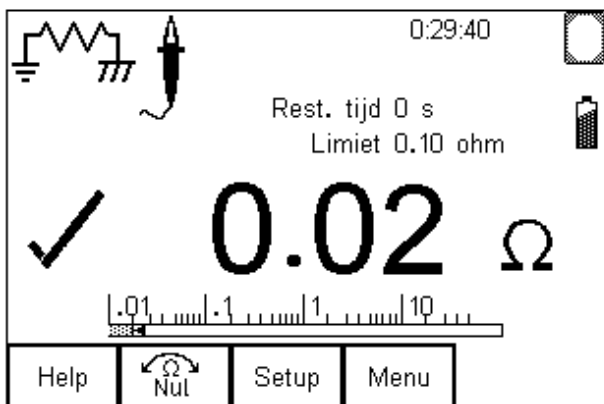 0:29:40
Rest. tijd 0 s
Limiet 0.10 ohm
0.02 Ω
.01 .1 1 10
Help Ω Nul Setup Menu